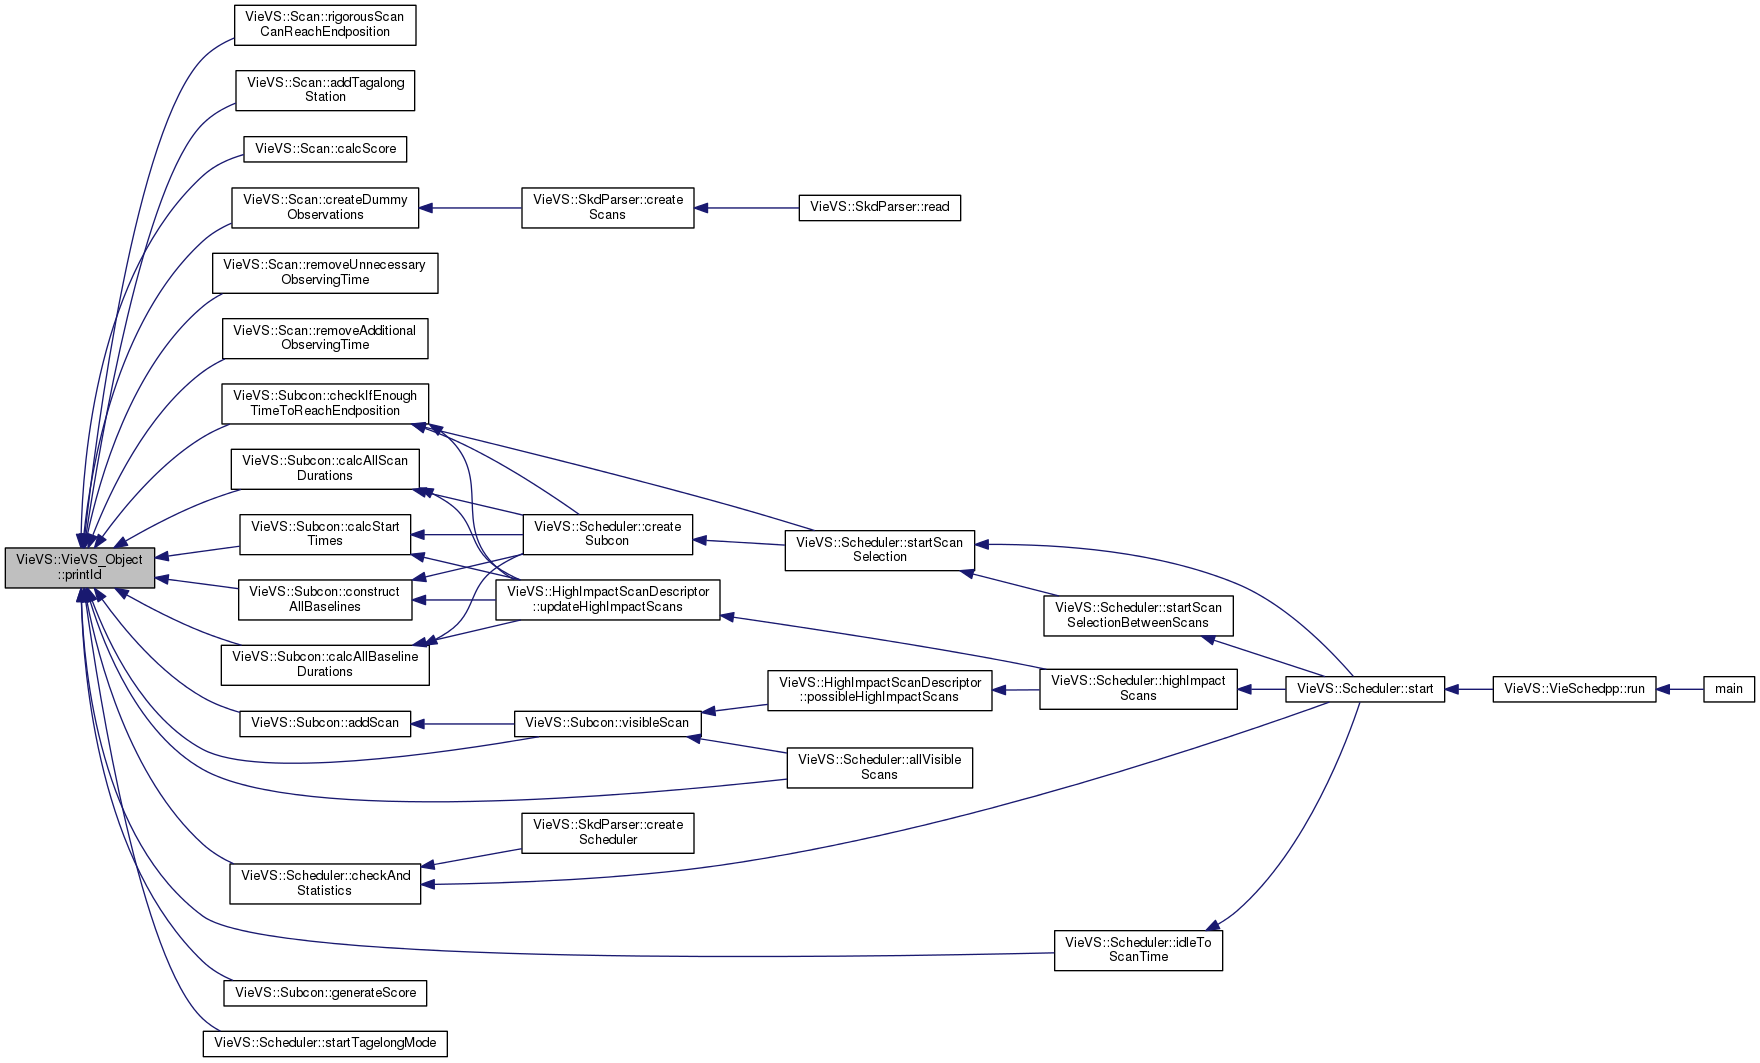 VieVS::Scan::rigorousScan
CanReachEndposition
VieVS::Scan::addTagalong
Station
VieVS::Scan::calcScore
VieVS::Scan::createDummy
Observations
VieVS::SkdParser::create
Scans
VieVS::SkdParser::read
VieVS::Scan::removeUnnecessary
ObservingTime
VieVS::Scan::removeAdditional
ObservingTime
VieVS::Subcon::checkIfEnough
TimeToReachEndposition
VieVS::Subcon::calcAllScan
Durations
VieVS::Subcon::calcStart
Times
VieVS::Scheduler::create
Subcon
VieVS::Scheduler::startScan
Selection
VieVS::VieVS_Object
::printId
VieVS::Subcon::construct
AllBaselines
VieVS::HighImpactScanDescriptor
::updateHighImpactScans
VieVS::Scheduler::startScan
SelectionBetweenScans
VieVS::Subcon::calcAllBaseline
Durations
VieVS::HighImpactScanDescriptor
::possibleHighImpactScans
VieVS::Scheduler::highImpact
Scans
VieVS::Scheduler::start
VieVS::VieSchedpp::run
main
VieVS::Subcon::addScan
VieVS::Subcon::visibleScan
VieVS::Scheduler::allVisible
Scans
VieVS::SkdParser::create
Scheduler
VieVS::Scheduler::checkAnd
Statistics
VieVS::Scheduler::idleTo
ScanTime
VieVS::Subcon::generateScore
VieVS::Scheduler::startTagelongMode